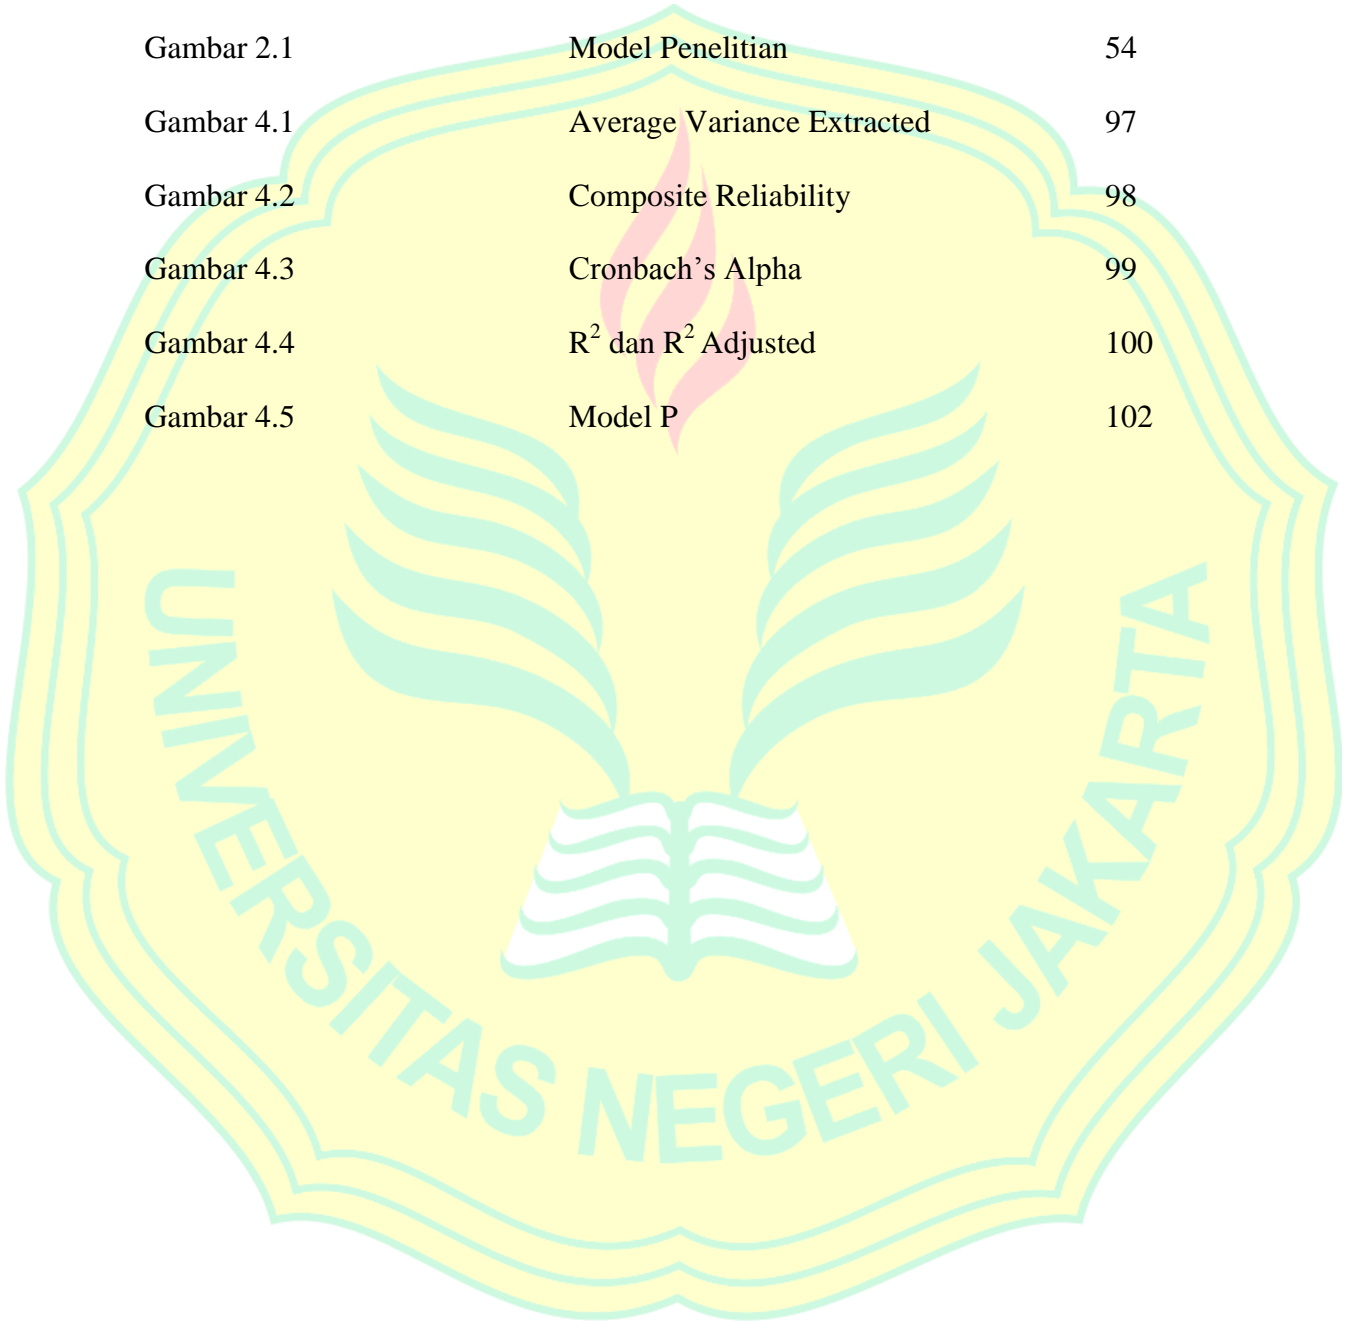 Gambar 2.1 Model Penelitian 54
Gambar 4.1 Average Variance Extracted 97
Gambar 4.2 Composite Reliability 98
Gambar 4.3 Cronbach’s Alpha 99
Gambar 4.4 R² dan R² Adjusted 100
Gambar 4.5 Model P 102
UNIVERSITAS NEGERI JAKARTA